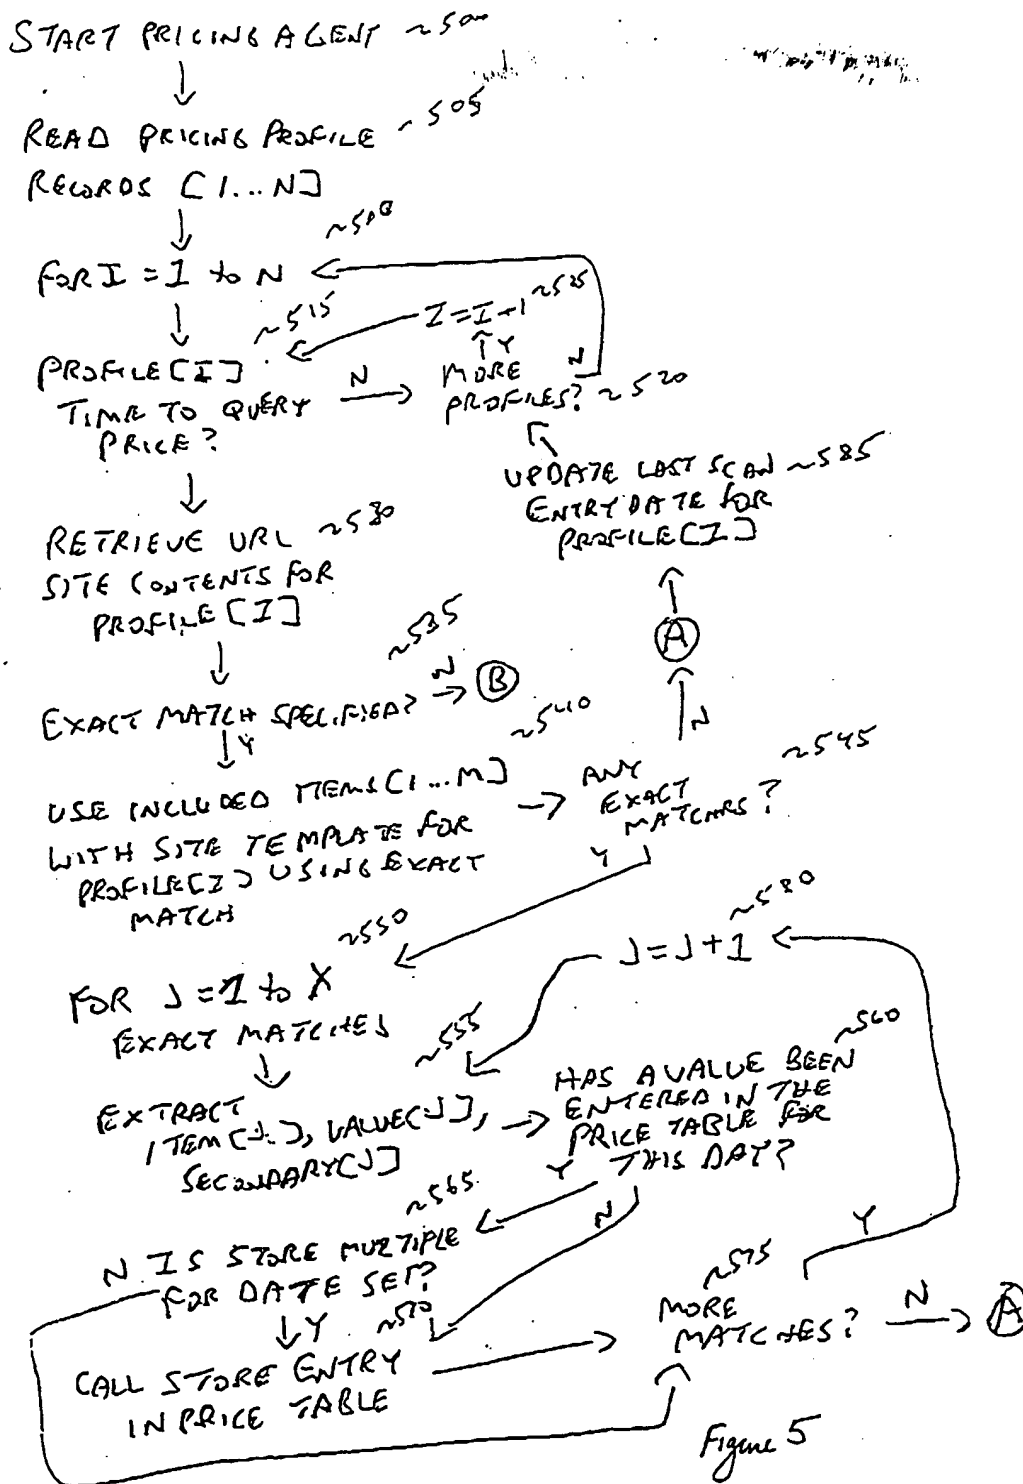 START PRICING AGENT ~500
READ PRICING PROFILE ~505
RECORDS [1...N]
FOR I = 1 to N ~510
PROFILE[I] ~515
TIME TO QUERY
PRICE?
N
I=I+1 ~525
Y
MORE
PROFILES? ~520
N
UPDATE LAST SCAN ~585
ENTRY DATE FOR
PROFILE[I]
RETRIEVE URL ~530
SITE CONTENTS FOR
PROFILE[I]
A
EXACT MATCH SPECIFIED? ~535
N
B
Y
N
USE INCLUDED ITEMS[1...M] ~540
WITH SITE TEMPLATE FOR
PROFILE[I] USING EXACT
MATCH
ANY
EXACT
MATCHES? ~545
Y
FOR J = 1 to X ~550
EXACT MATCHES
J=J+1 ~580
EXTRACT ~555
ITEM[J], VALUE[J],
SECONDARY[J]
HAS A VALUE BEEN ~560
ENTERED IN THE
PRICE TABLE FOR
THIS DAY?
Y
N
IS STORE MULTIPLE ~565
FOR DATE SET?
N
Y
CALL STORE ENTRY ~570
IN PRICE TABLE
MORE ~575
MATCHES?
Y
N
A
Figure 5